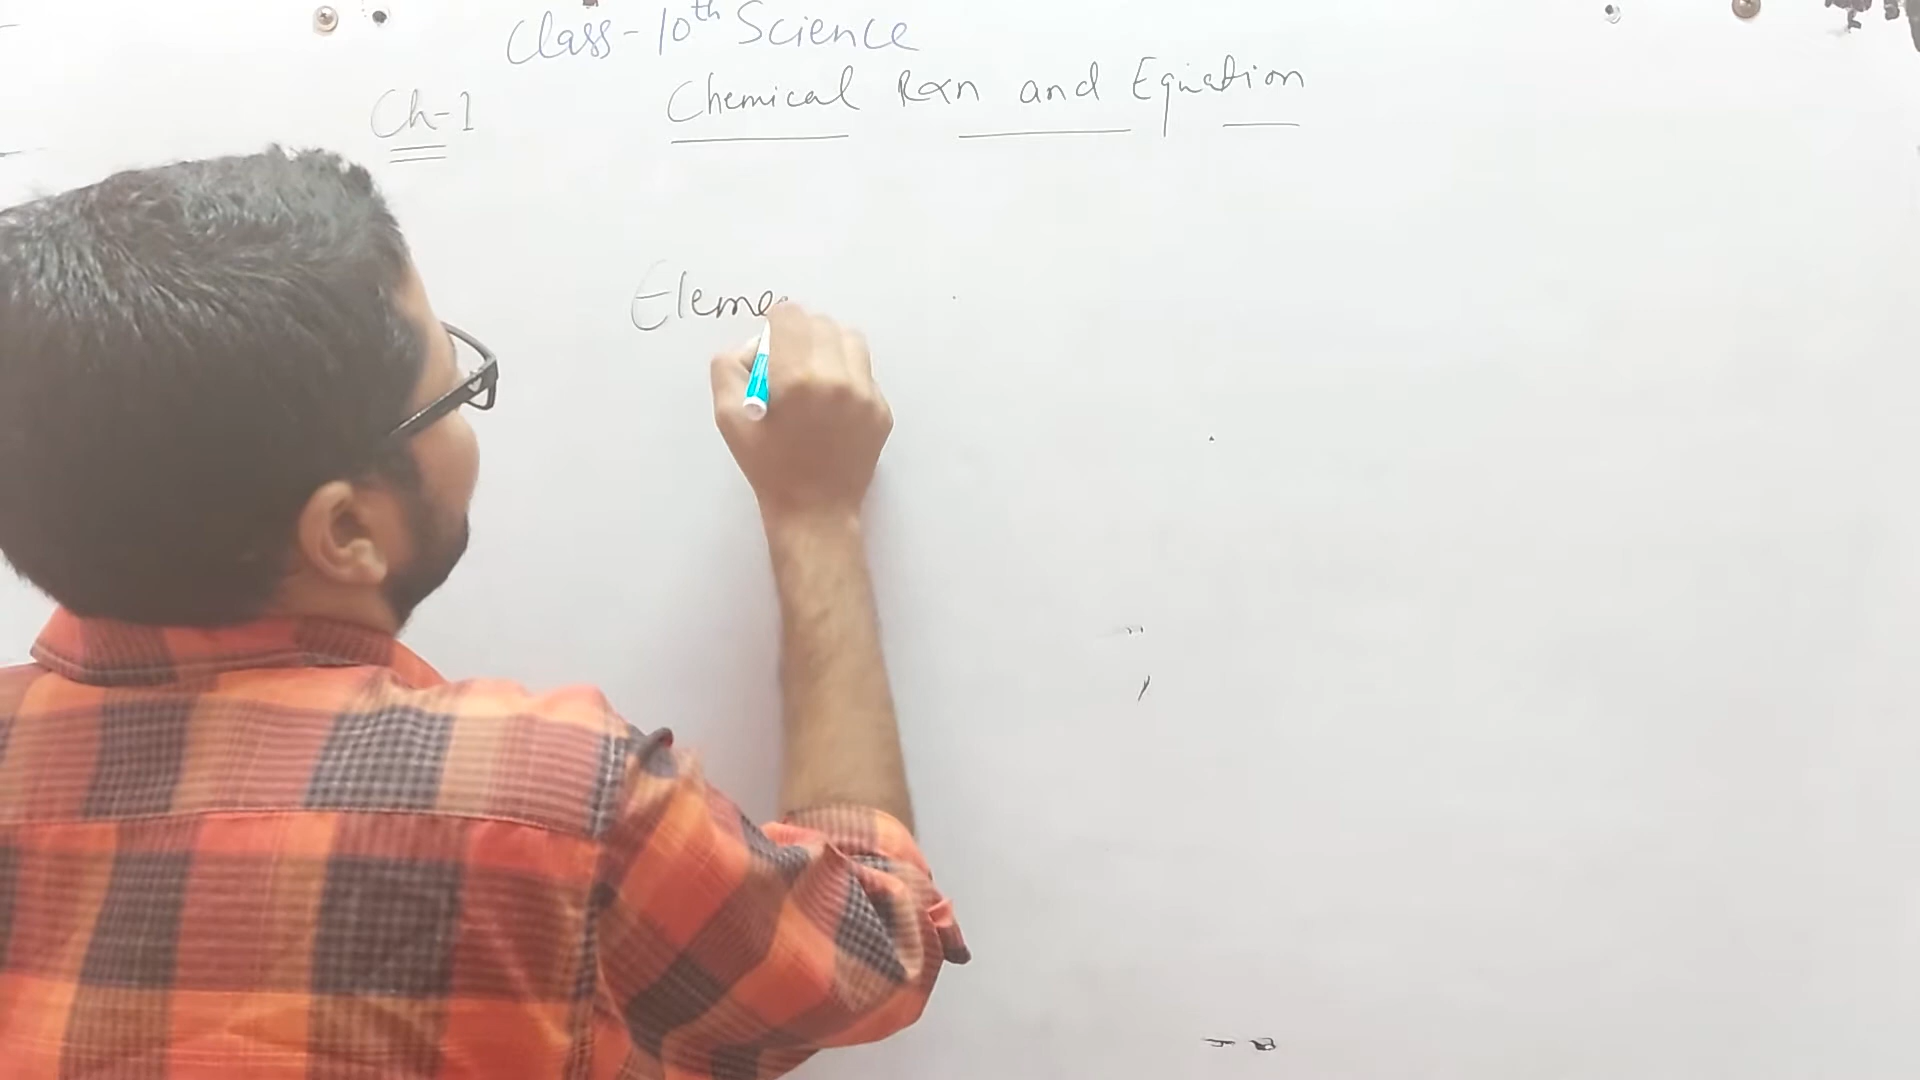 Class-10th Science
Ch-1 Chemical Rxn and Equation
Eleme